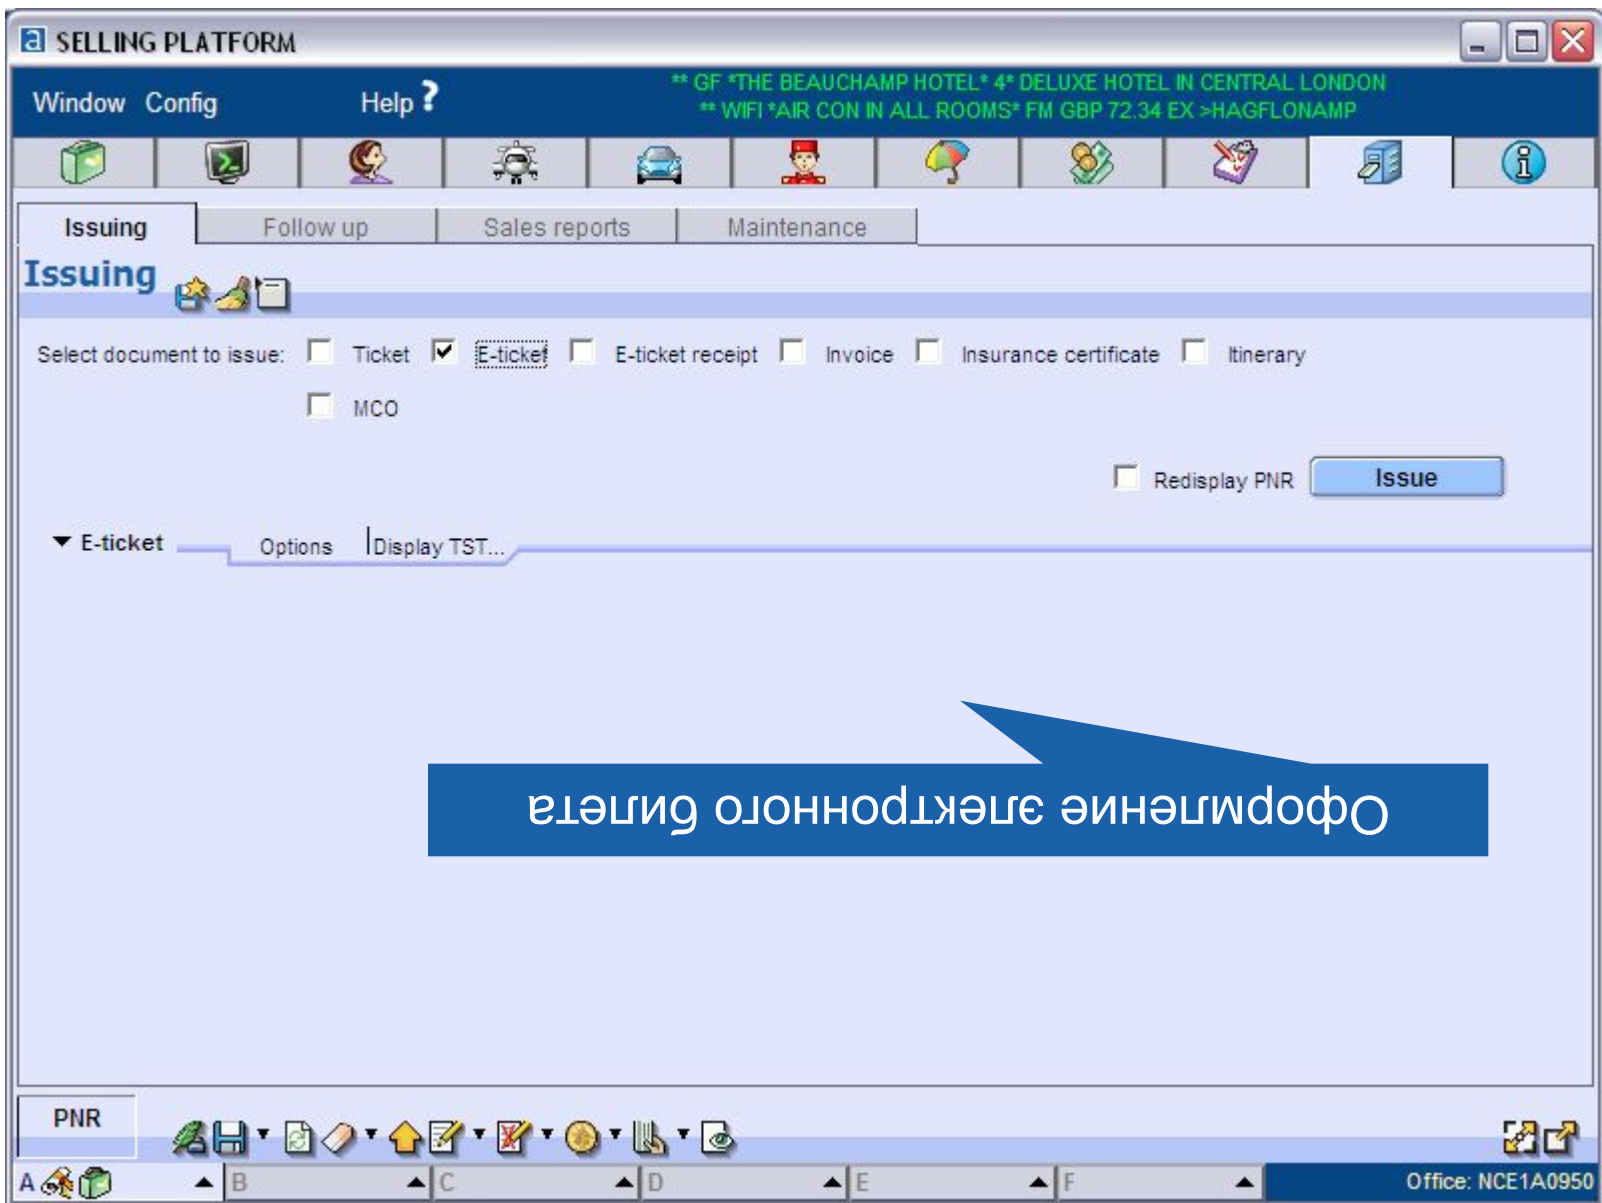 a SELLING PLATFORM
Window Config Help ?
** GF *THE BEAUCHAMP HOTEL* 4* DELUXE HOTEL IN CENTRAL LONDON
** WIFI *AIR CON IN ALL ROOMS* FM GBP 72.34 EX >HAGFLONAMP
Issuing Follow up Sales reports Maintenance
Issuing
Select document to issue: Ticket E-ticket E-ticket receipt Invoice Insurance certificate Itinerary
MCO
Redisplay PNR Issue
E-ticket Options Display TST...
Оформление электронного билета
PNR
A B C D E F Office: NCE1A0950